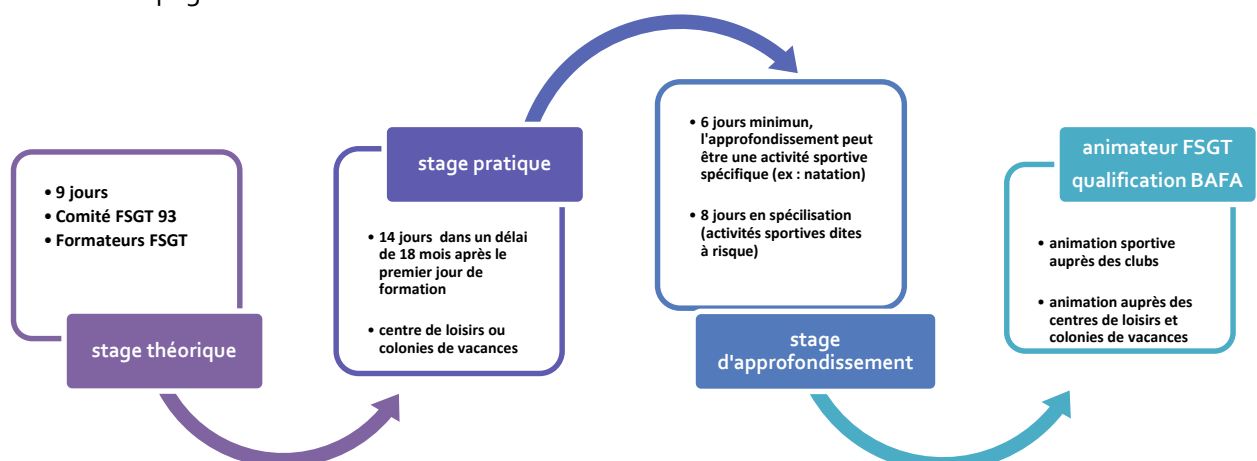 • 9 jours
• Comité FSGT 93
• Formateurs FSGT
stage théorique
stage pratique
• 14 jours dans un délai
de 18 mois après le
premier jour de
formation
• centre de loisirs ou
colonies de vacances
• 6 jours minimun,
l'approfondissement peut
être une activité sportive
spécifique (ex : natation)
• 8 jours en spécilisation
(activités sportives dites
à risque)
stage
d'approfondissement
animateur FSGT
qualification BAFA
• animation sportive
auprès des clubs
• animation auprès des
centres de loisirs et
colonies de vacances